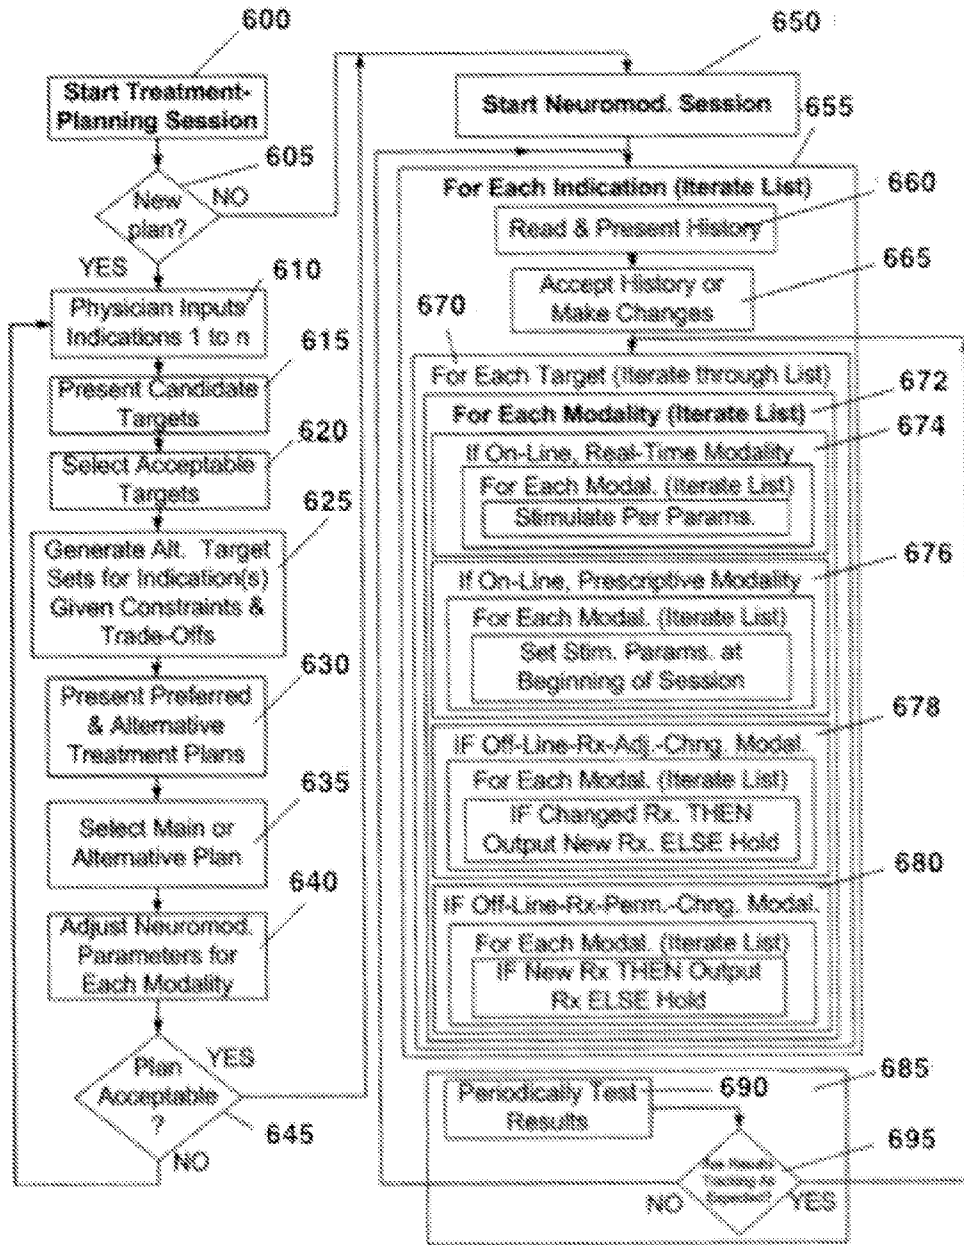 600
Start Treatment-
Planning Session
605
New
plan?
NO
YES
610
Physician Inputs
Indications 1 to n
615
Present Candidate
Targets
620
Select Acceptable
Targets
625
Generate Alt. Target
Sets for Indication(s)
Given Constraints &
Trade-Offs
630
Present Preferred
& Alternative
Treatment Plans
635
Select Main or
Alternative Plan
640
Adjust Neuromod.
Parameters for
Each Modality
Plan
Acceptable
?
YES
645
NO
650
Start Neuromod. Session
655
For Each Indication (Iterate List)
660
Read & Present History
665
Accept History or
Make Changes
670
For Each Target (Iterate through List)
672
For Each Modality (Iterate List)
674
If On-Line, Real-Time Modality
For Each Modal. (Iterate List)
Stimulate Per Params.
676
If On-Line, Prescriptive Modality
For Each Modal. (Iterate List)
Set Stim. Params. at
Beginning of Session
678
IF Off-Line-Rx-Adj.-Chng. Modal.
For Each Modal. (Iterate List)
IF Changed Rx. THEN
Output New Rx. ELSE Hold
680
IF Off-Line-Rx-Perm.-Chng. Modal.
For Each Modal. (Iterate List)
IF New Rx THEN Output
Rx ELSE Hold
685
Periodically Test
Results
690
695
Are Results
Tracking As
Expected?
NO
YES